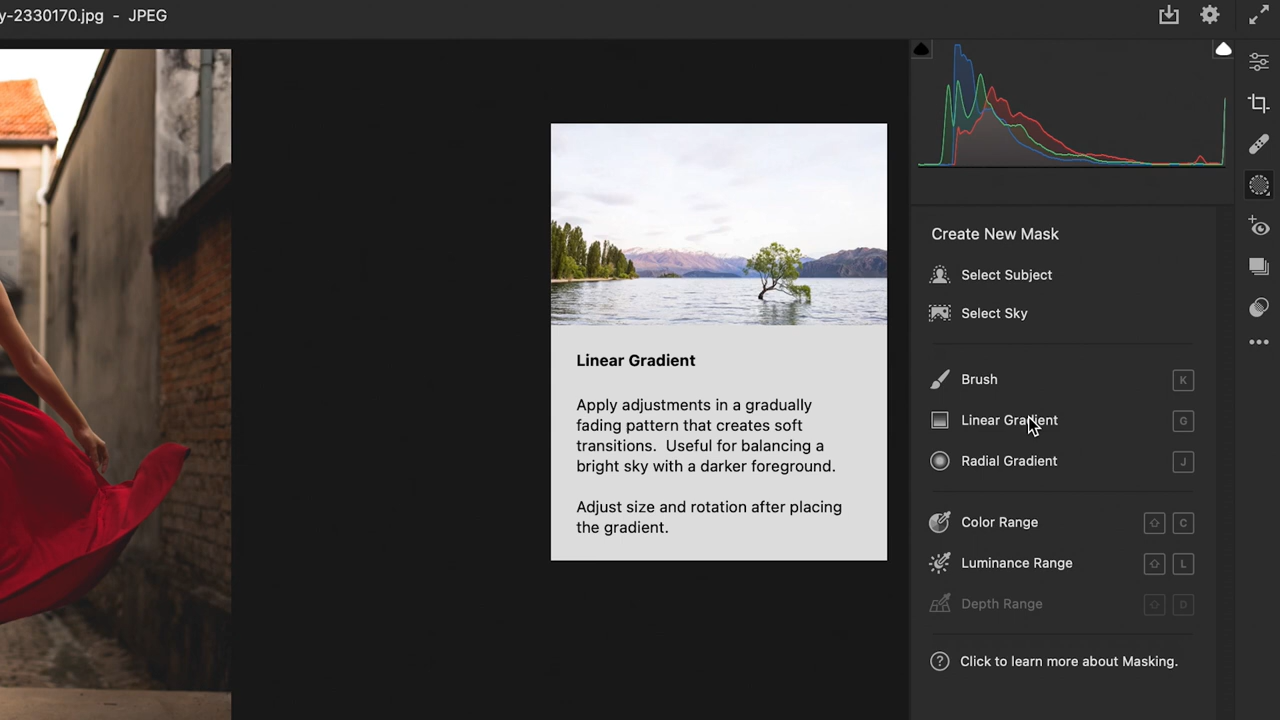 y-2330170.jpg - JPEG
Linear Gradient
Apply adjustments in a gradually
fading pattern that creates soft
transitions. Useful for balancing a
bright sky with a darker foreground.
Adjust size and rotation after placing
the gradient.
Create New Mask
Select Subject
Select Sky
Brush K
Linear Gradient G
Radial Gradient J
Color Range C
Luminance Range L
Depth Range D
? Click to learn more about Masking.